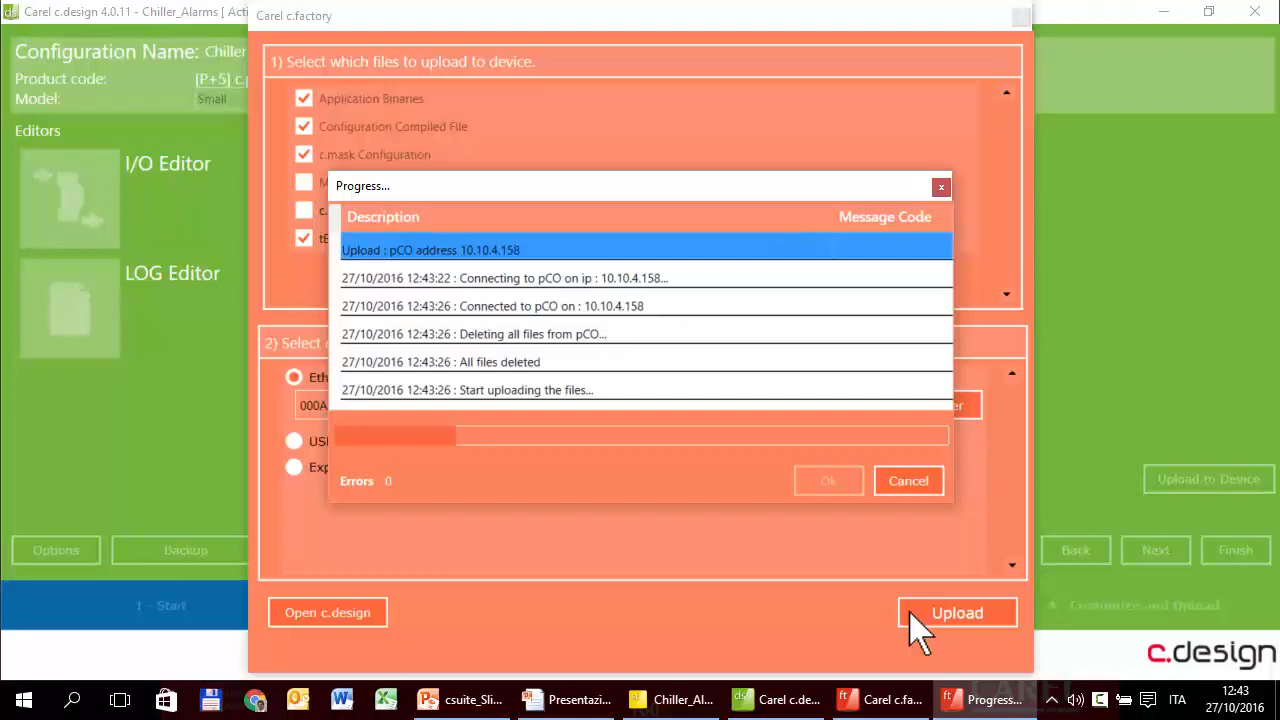 Carel c.design 4.0.11 - Chiller_Alarms [ Acti
Carel c.factory
Configuration Name: Chiller
Product code: [P+5] c.p
Model: Small
Editors
I/O Editor
LOG Editor
1) Select which files to upload to device.
Application Binaries
Configuration Compiled File
c.mask Configuration
M
c.
tE
Progress...
x
Description Message Code
Upload : pCO address 10.10.4.158
27/10/2016 12:43:22 : Connecting to pCO on ip : 10.10.4.158...
27/10/2016 12:43:26 : Connected to pCO on : 10.10.4.158
27/10/2016 12:43:26 : Deleting all files from pCO...
27/10/2016 12:43:26 : All files deleted
27/10/2016 12:43:26 : Start uploading the files...
Errors 0
Ok Cancel
2) Select
Eth
000A
er
USB
Exp
Upload to Device
Options Backup
Back Next Finish
1 - Start
Customize and Upload
Open c.design Upload
c.design
csuite_Sli...
Presentazi...
Chiller_Al...
Carel c.de...
Carel c.fa...
Progress...
ITA
12:43
27/10/2016